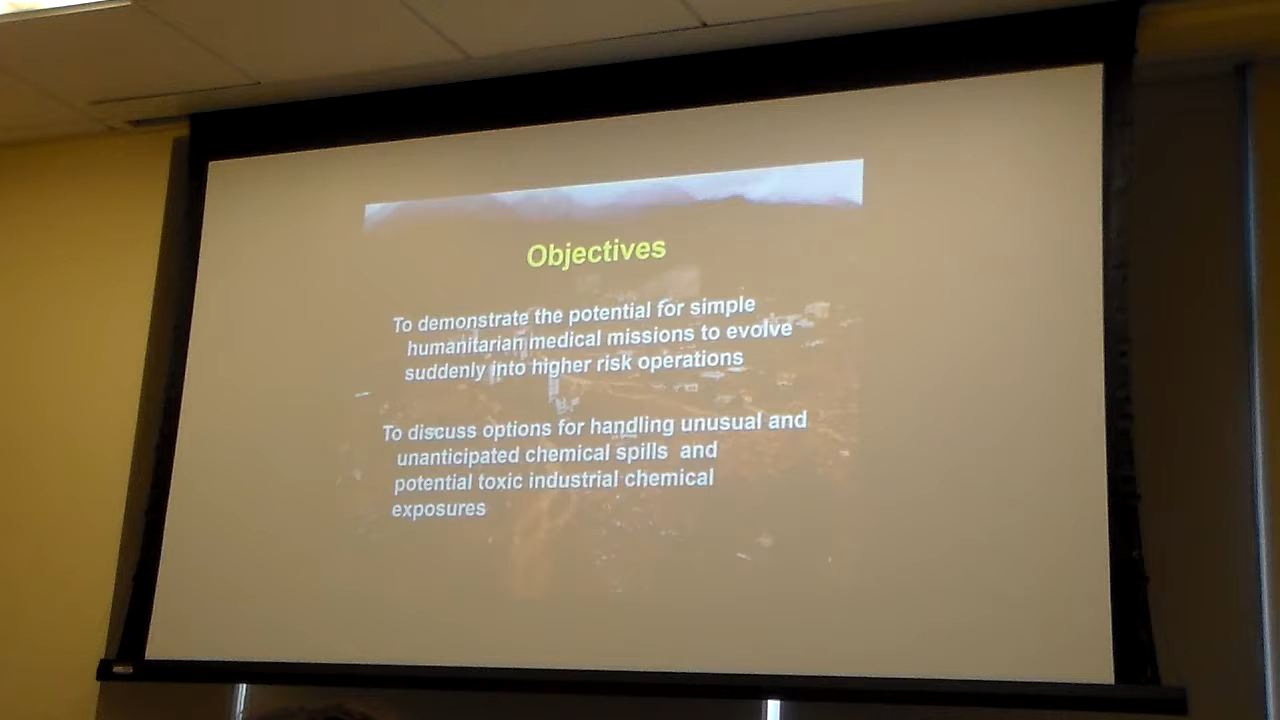 Objectives
To demonstrate the potential for simple
humanitarian medical missions to evolve
suddenly into higher risk operations
To discuss options for handling unusual and
unanticipated chemical spills and
potential toxic industrial chemical
exposures